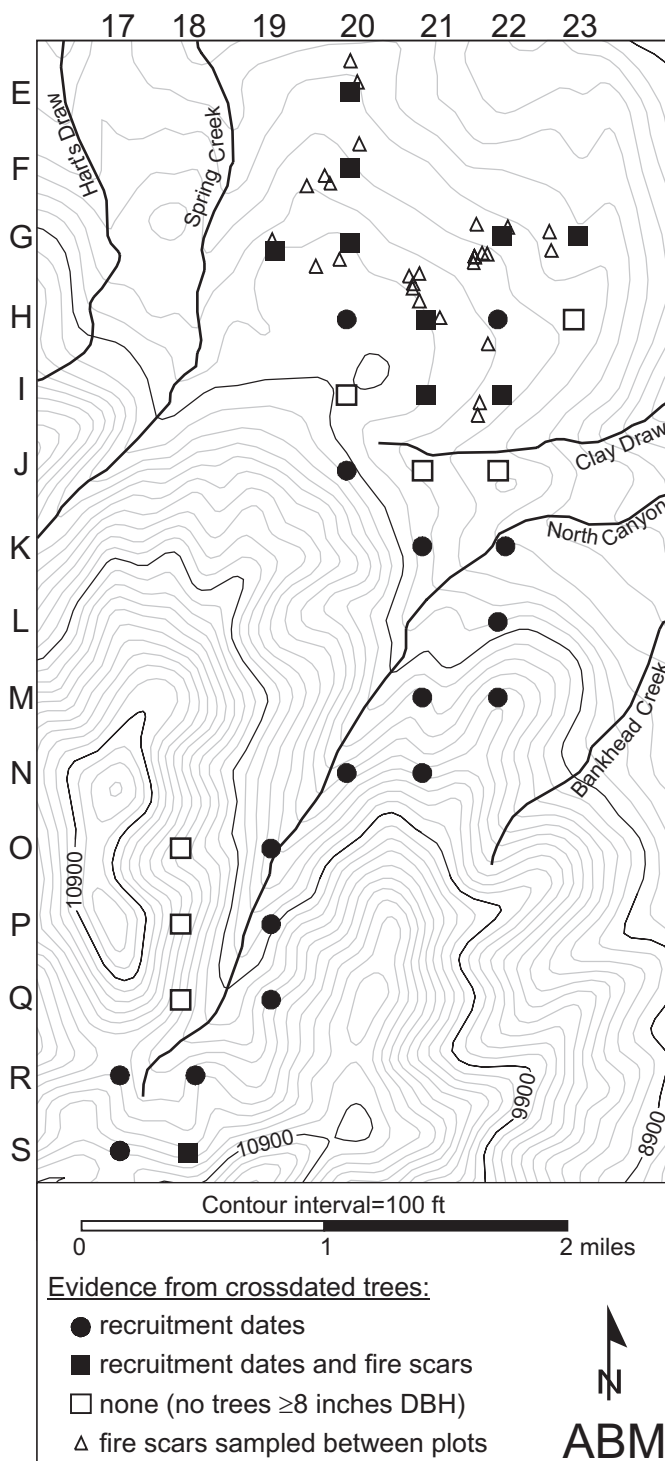 17 18 19 20 21 22 23
E
Hart's Draw
Spring Creek
F
G
H
I
J
Clay Draw
K
North Canyon
L
M
Bankhead Creek
N
O
10900
P
Q
R
9900
8900
S
10900
Contour interval=100 ft
0 1 2 miles
Evidence from crossdated trees:
recruitment dates
recruitment dates and fire scars
none (no trees ≥8 inches DBH)
fire scars sampled between plots
N
ABM